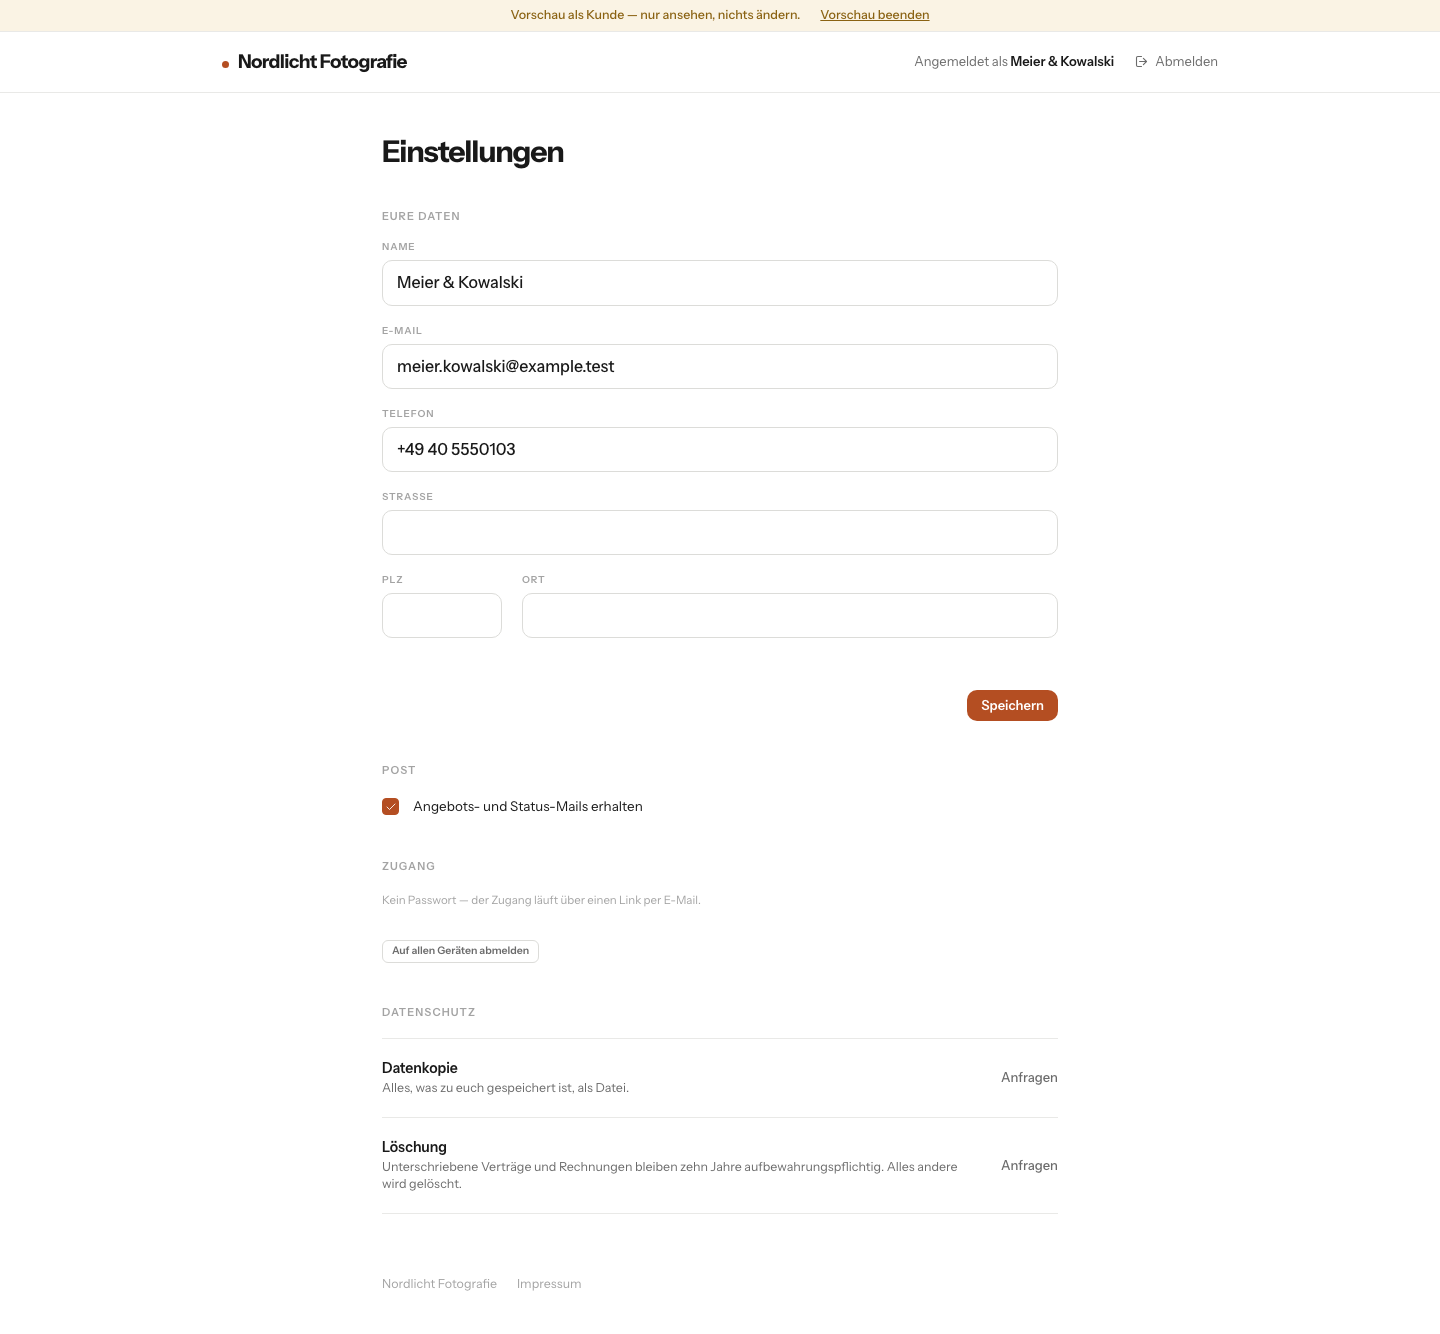 Vorschau als Kunde — nur ansehen, nichts ändern. Vorschau beenden
Nordlicht Fotografie
Angemeldet als Meier & Kowalski Abmelden
Einstellungen
EURE DATEN
NAME
Meier & Kowalski
E-MAIL
meier.kowalski@example.test
TELEFON
+49 40 5550103
STRASSE
PLZ ORT
Speichern
POST
Angebots- und Status-Mails erhalten
ZUGANG
Kein Passwort — der Zugang läuft über einen Link per E-Mail.
Auf allen Geräten abmelden
DATENSCHUTZ
Datenkopie
Alles, was zu euch gespeichert ist, als Datei.
Anfragen
Löschung
Unterschriebene Verträge und Rechnungen bleiben zehn Jahre aufbewahrungspflichtig. Alles andere
wird gelöscht.
Anfragen
Nordlicht Fotografie Impressum